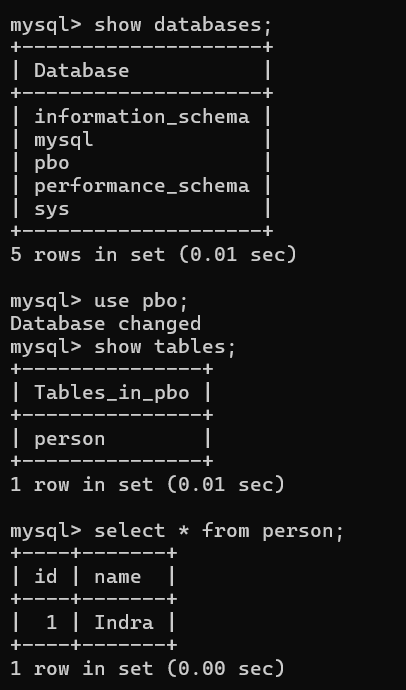 mysql> show databases;
+--------------------+
| Database           |
+--------------------+
| information_schema |
| mysql              |
| pbo                |
| performance_schema |
| sys                |
+--------------------+
5 rows in set (0.01 sec)

mysql> use pbo;
Database changed
mysql> show tables;
+---------------+
| Tables_in_pbo |
+---------------+
| person        |
+---------------+
1 row in set (0.01 sec)

mysql> select * from person;
+----+-------+
| id | name  |
+----+-------+
|  1 | Indra |
+----+-------+
1 row in set (0.00 sec)